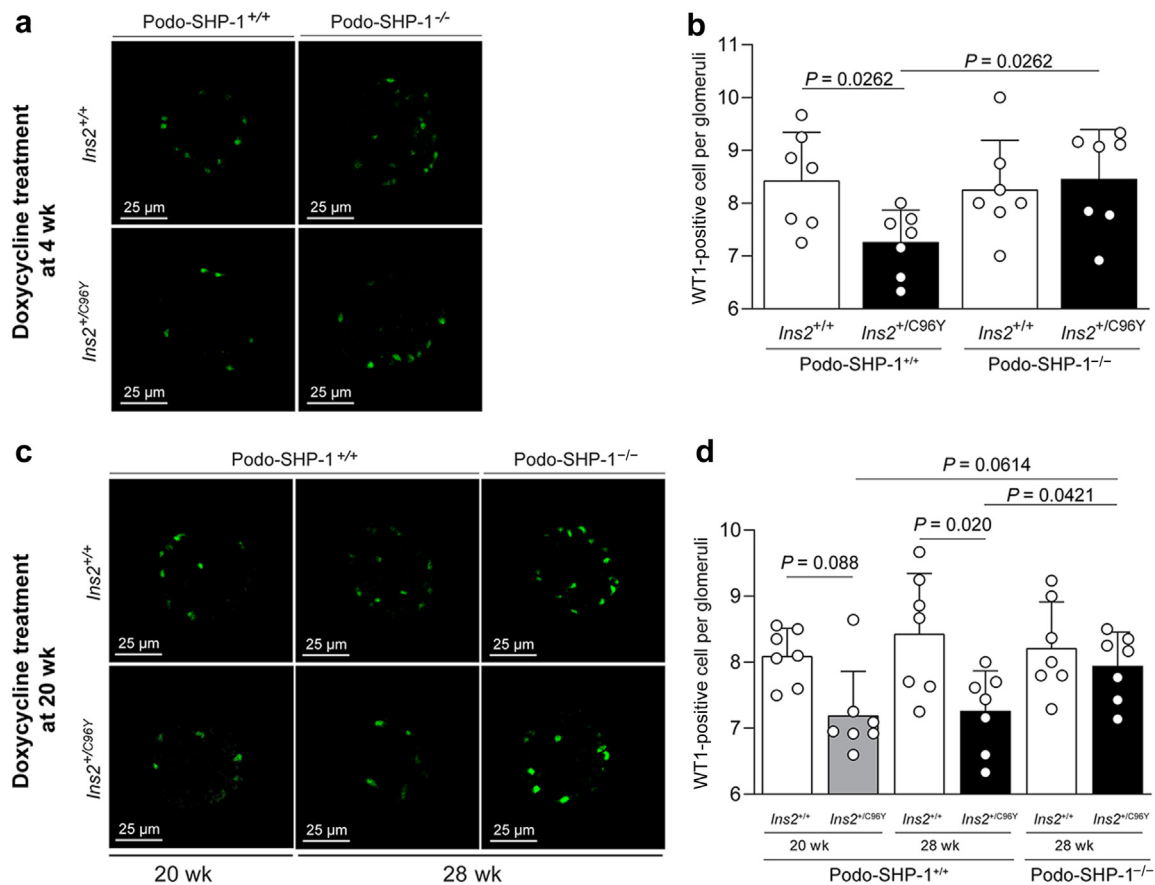 a
Podo-SHP-1+/+ Podo-SHP-1-/-
Doxycycline treatment
at 4 wk
Ins2+/+
25 µm 25 µm
Ins2+/C96Y
25 µm 25 µm
b
WT1-positive cell per glomeruli
11
10
9
8
7
6
P = 0.0262
P = 0.0262
Ins2+/+ Ins2+/C96Y Ins2+/+ Ins2+/C96Y
Podo-SHP-1+/+ Podo-SHP-1−/−
c
Podo-SHP-1+/+ Podo-SHP-1−/−
Doxycycline treatment
at 20 wk
Ins2+/+
25 µm 25 µm 25 µm
Ins2+/C96Y
25 µm 25 µm 25 µm
20 wk 28 wk
d
WT1-positive cell per glomeruli
10
9
8
7
6
P = 0.0614
P = 0.0421
P = 0.020
P = 0.088
Ins2+/+ Ins2+/C96Y Ins2+/+ Ins2+/C96Y Ins2+/+ Ins2+/C96Y
20 wk 28 wk 28 wk
Podo-SHP-1+/+ Podo-SHP-1−/−